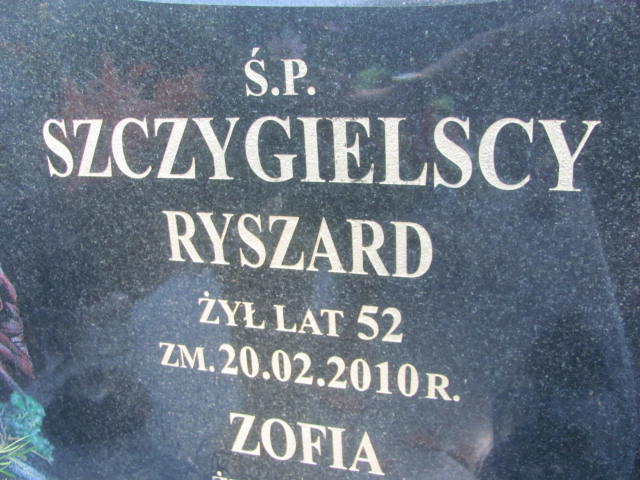 Ś.P.
SZCZYGIELSCY
RYSZARD
ŻYŁ LAT 52
ZM. 20.02.2010 R.
ZOFIA